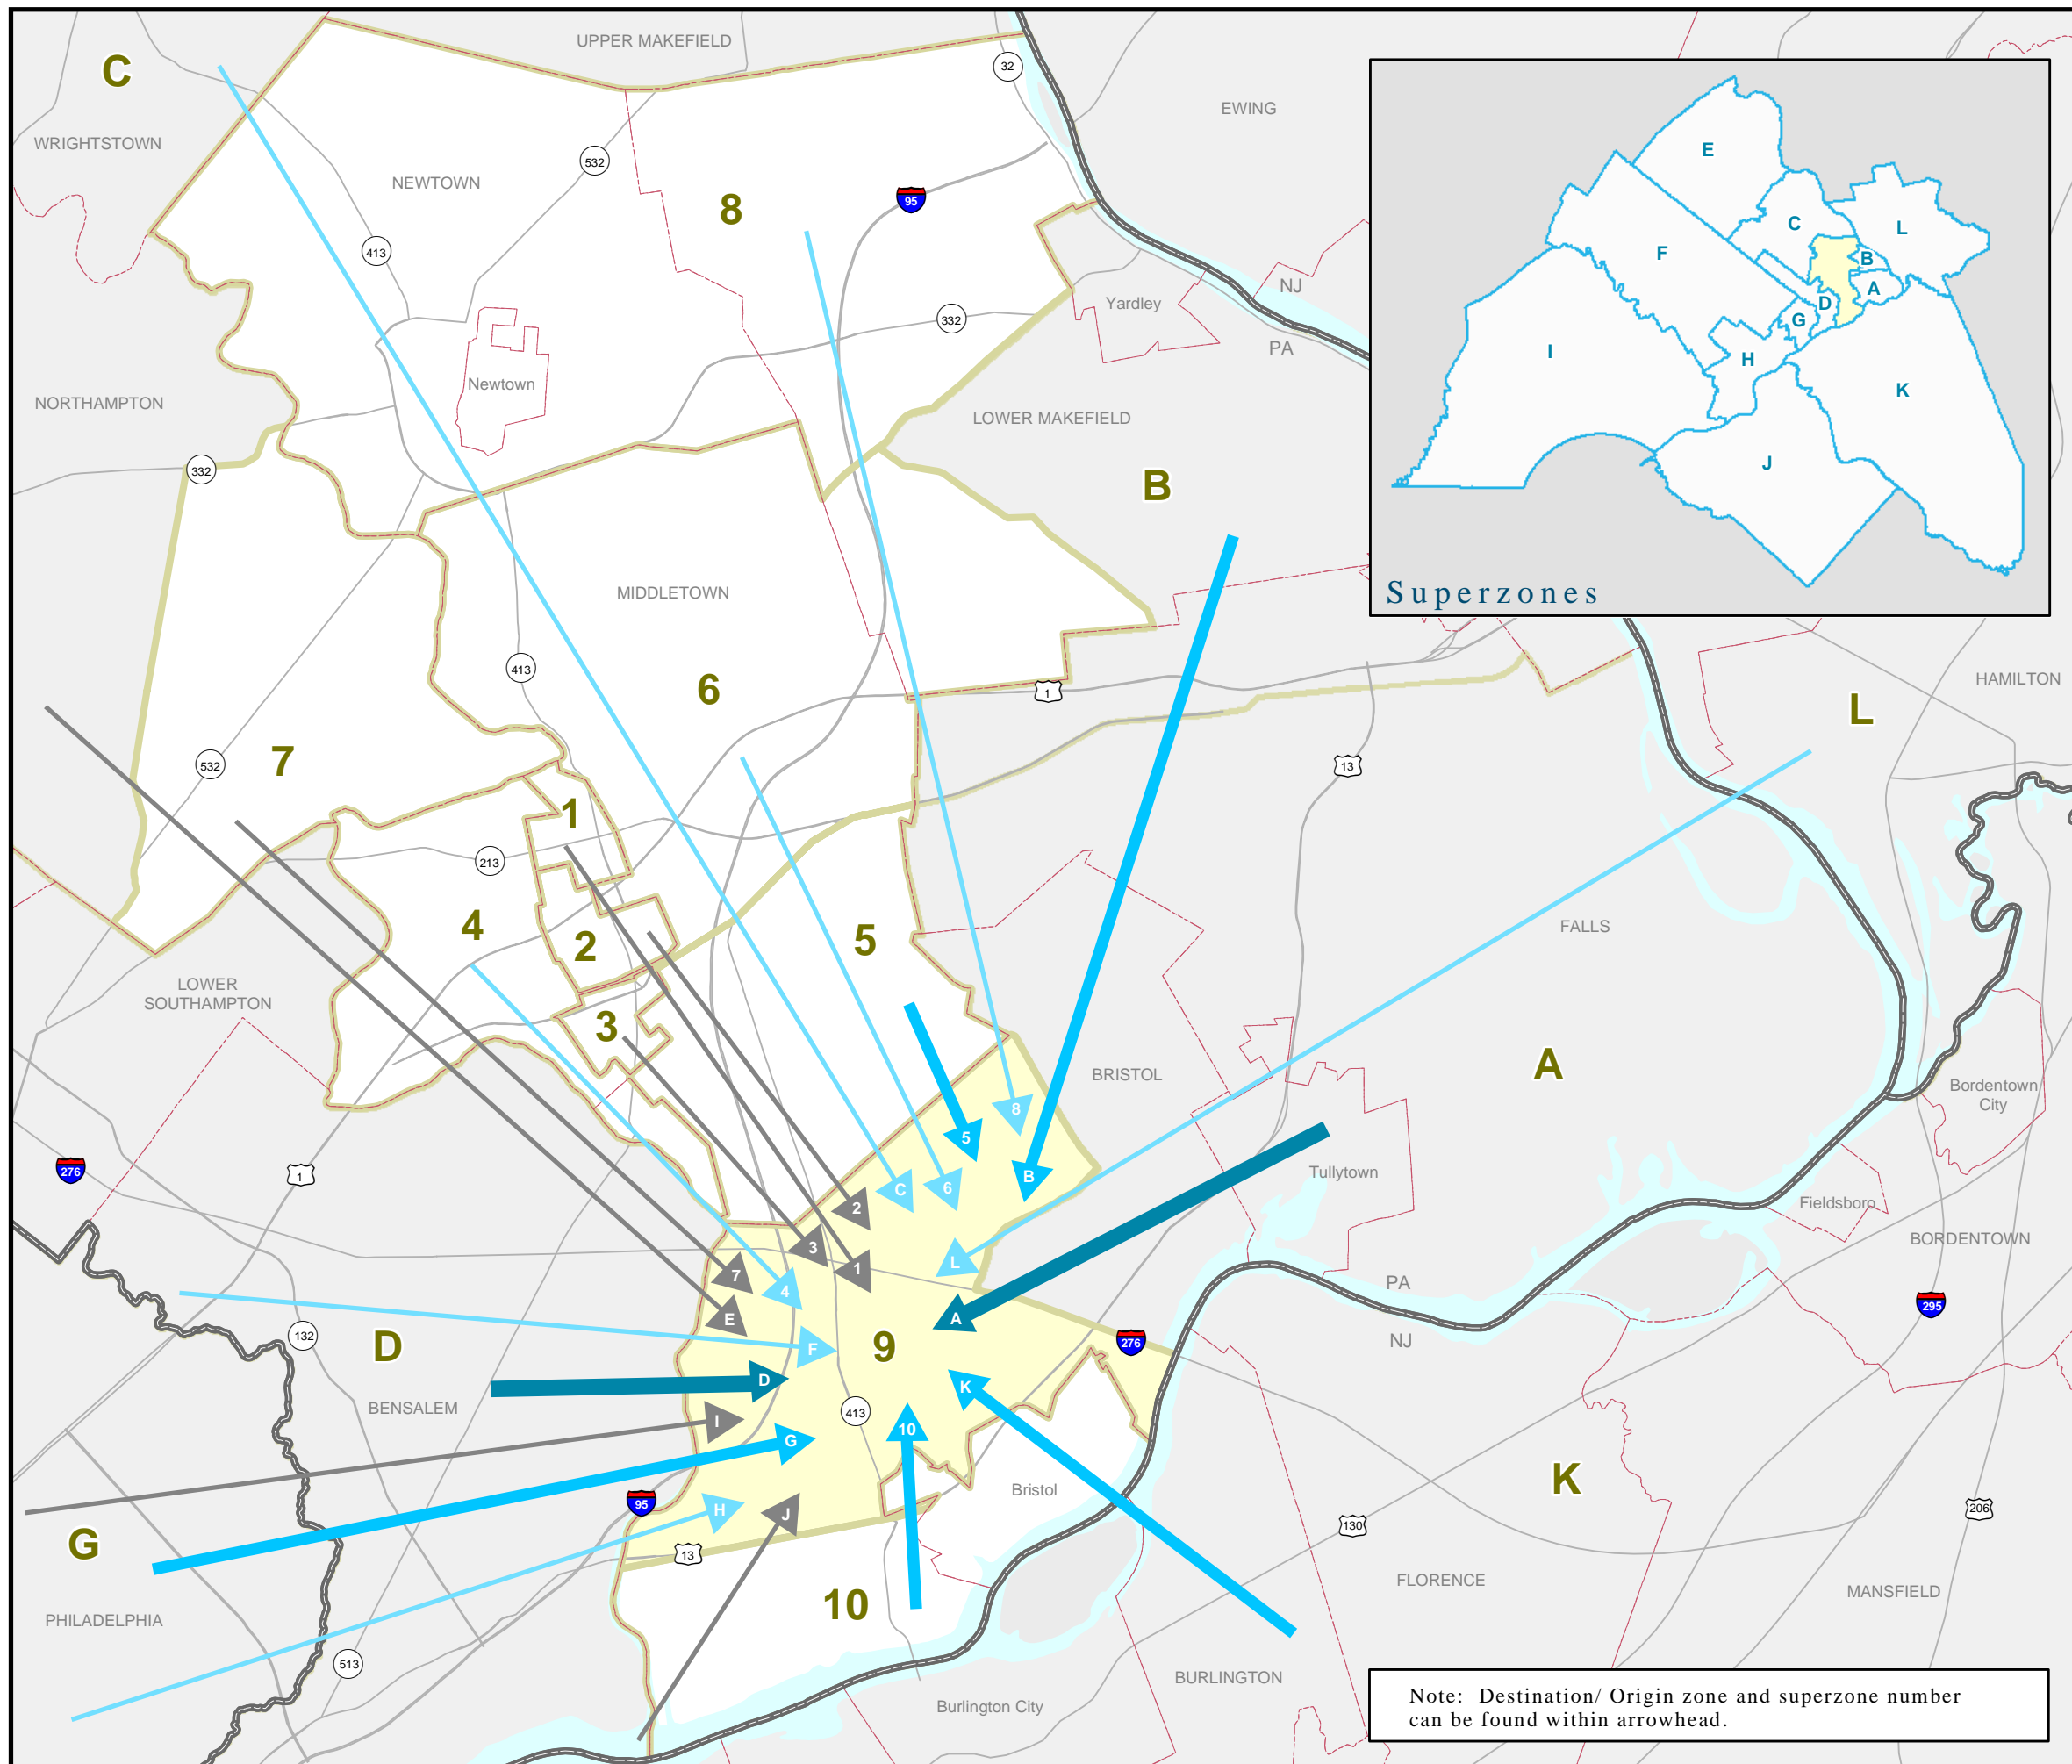 UPPER MAKEFIELD
C
32
EWING
WRIGHTSTOWN
532
NEWTOWN
8
95
413
NJ
Yardley
332
PA
Newtown
NORTHAMPTON
LOWER MAKEFIELD
332
B
MIDDLETOWN
413
6
1
HAMILTON
L
7
532
13
1
213
4
2
5
FALLS
LOWER
SOUTHAMPTON
3
A
BRISTOL
Bordentown
City
8
5
276
1
B
Tullytown
C
6
2
Fieldsboro
BORDENTOWN
3
L
1
7
4
PA
E
A
295
132
D
F
9
276
NJ
D
K
BENSALEM
413
I
G
10
K
Bristol
95
H
J
206
G
13
130
FLORENCE
MANSFIELD
10
PHILADELPHIA
513
BURLINGTON
Burlington City
E
C
L
F
B
A
D
G
I
H
K
J
Superzones
Note: Destination/ Origin zone and superzone number
can be found within arrowhead.